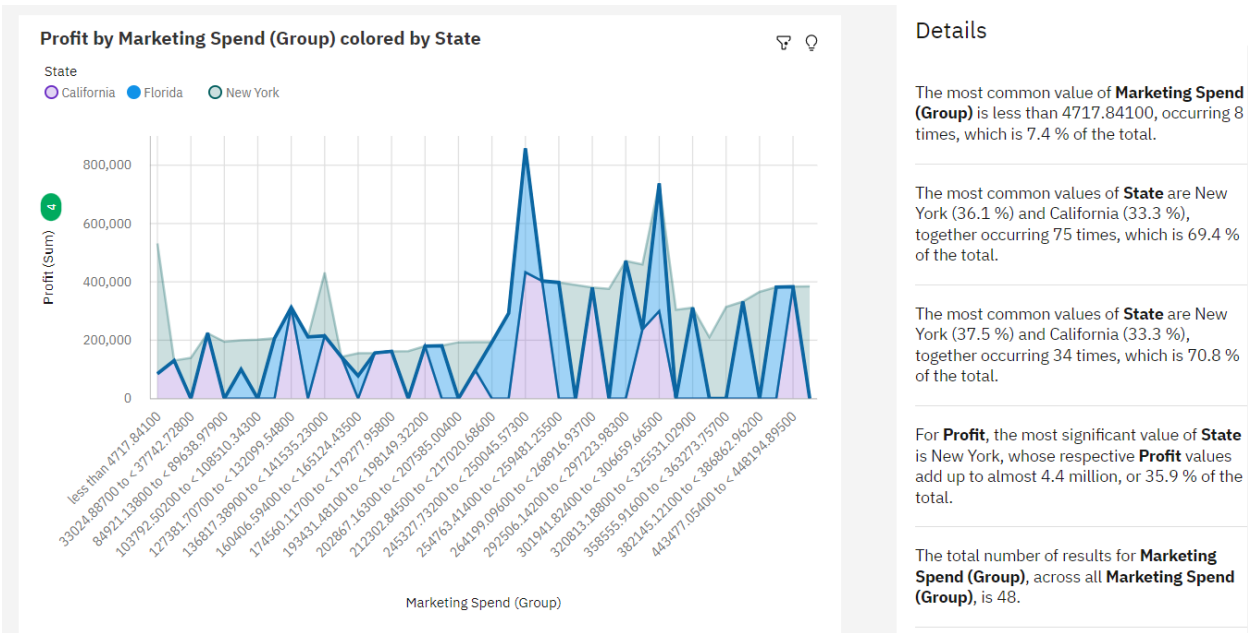 Profit by Marketing Spend (Group) colored by State
State
California Florida New York
4
Profit (Sum)
800,000
600,000
400,000
200,000
0
less than 4717.84100
33024.88700 to < 37742.72800
84921.13800 to < 89638.97900
103792.50200 to < 108510.34300
127381.70700 to < 132099.54800
136817.38900 to < 141535.23000
160406.59400 to < 165124.43500
174560.11700 to < 179277.95800
193431.48100 to < 198149.32200
202867.16300 to < 207585.00400
212302.84500 to < 217020.68600
245327.73200 to < 250045.57300
254763.41400 to < 259481.25500
264199.09600 to < 268916.93700
292506.14200 to < 297223.98300
301941.82400 to < 306659.66500
320813.18800 to < 325531.02900
358555.91600 to < 363273.75700
382145.12100 to < 386862.96200
443477.05400 to < 448194.89500
Marketing Spend (Group)
Details
The most common value of Marketing Spend
(Group) is less than 4717.84100, occurring 8
times, which is 7.4 % of the total.
The most common values of State are New
York (36.1 %) and California (33.3 %),
together occurring 75 times, which is 69.4 %
of the total.
The most common values of State are New
York (37.5 %) and California (33.3 %),
together occurring 34 times, which is 70.8 %
of the total.
For Profit, the most significant value of State
is New York, whose respective Profit values
add up to almost 4.4 million, or 35.9 % of the
total.
The total number of results for Marketing
Spend (Group), across all Marketing Spend
(Group), is 48.